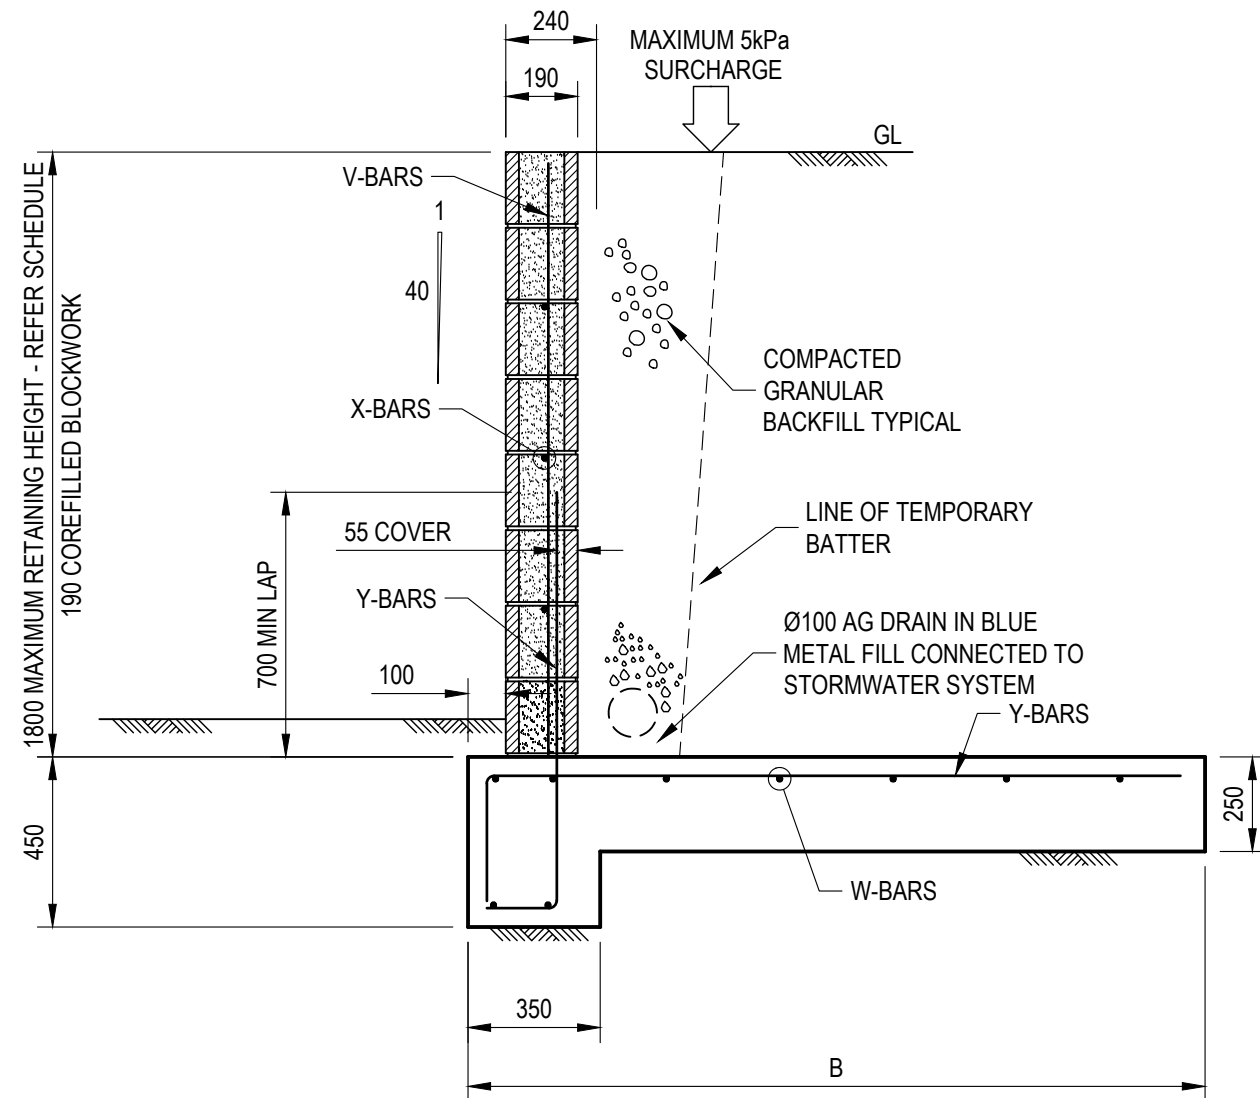 240
MAXIMUM 5kPa
SURCHARGE
190
GL
V-BARS
1
40
1800 MAXIMUM RETAINING HEIGHT - REFER SCHEDULE
190 COREFILLED BLOCKWORK
COMPACTED
GRANULAR
BACKFILL TYPICAL
X-BARS
700 MIN LAP
55 COVER
LINE OF TEMPORARY
BATTER
Y-BARS
Ø100 AG DRAIN IN BLUE
METAL FILL CONNECTED TO
STORMWATER SYSTEM
100
Y-BARS
450
250
W-BARS
350
B